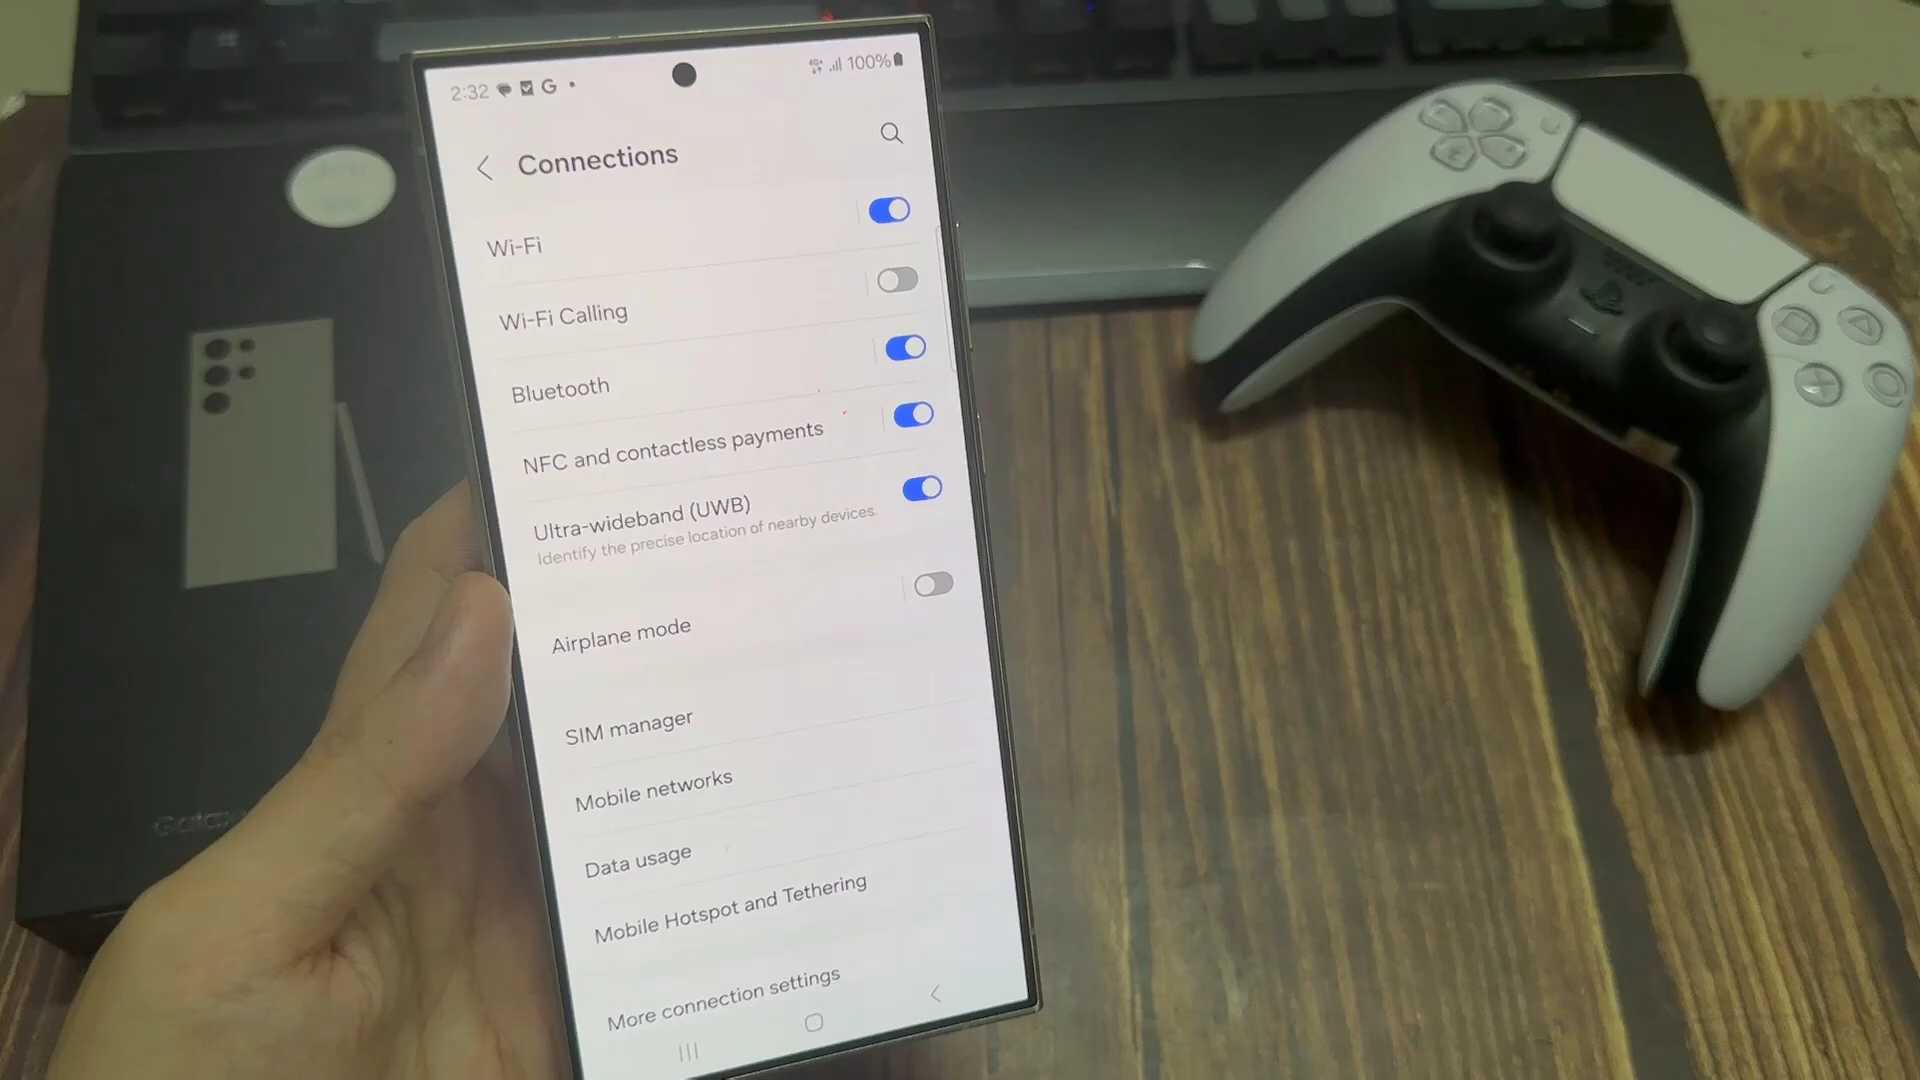 2:32 G 4G+ 100%
Connections
Wi-Fi
Wi-Fi Calling
Bluetooth
NFC and contactless payments
Ultra-wideband (UWB)
Identify the precise location of nearby devices.
Airplane mode
SIM manager
Mobile networks
Data usage
Mobile Hotspot and Tethering
More connection settings